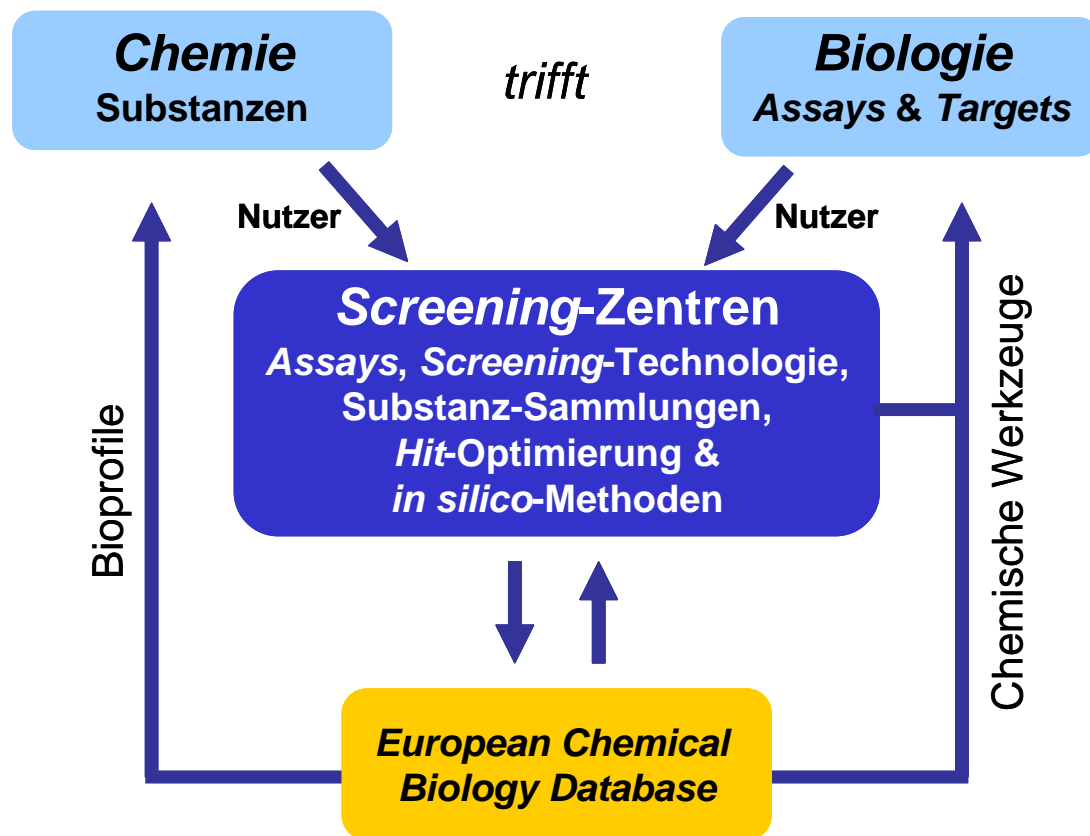 Chemie
Substanzen
trifft
Biologie
Assays & Targets
Nutzer
Nutzer
Screening-Zentren
Assays, Screening-Technologie,
Substanz-Sammlungen,
Hit-Optimierung &
in silico-Methoden
Bioprofile
Chemische Werkzeuge
European Chemical
Biology Database